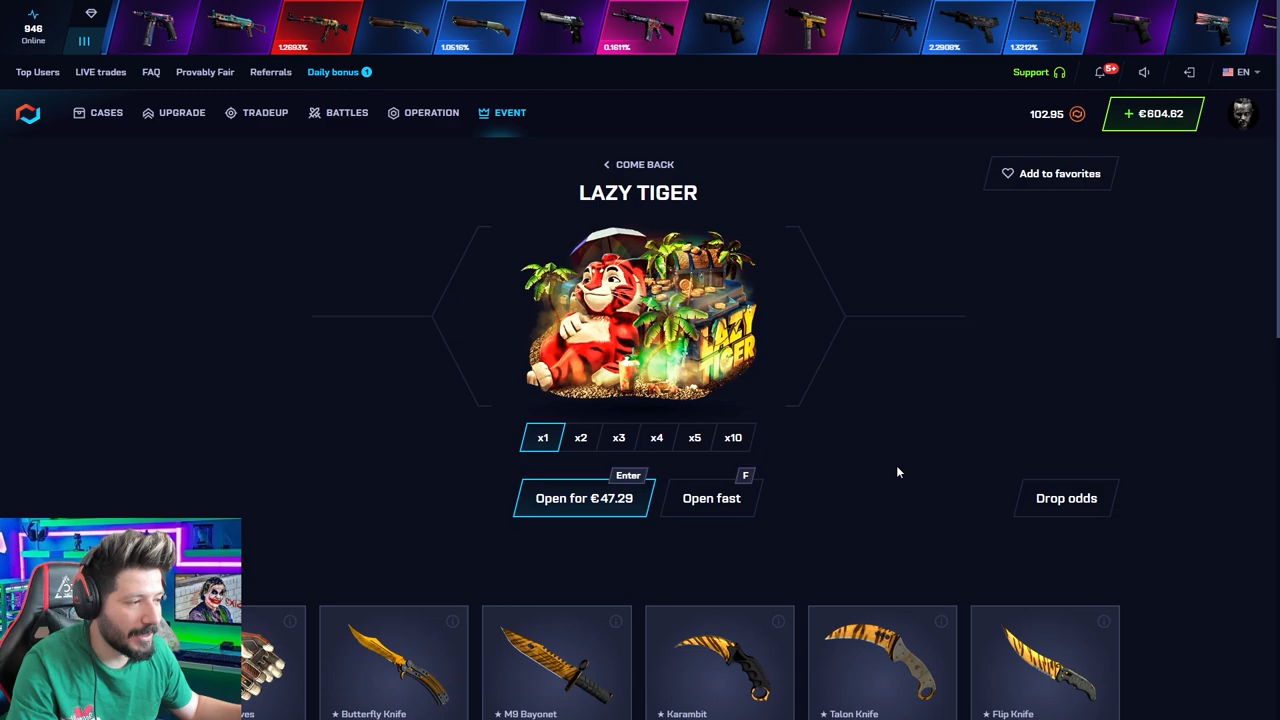 946
Online
1.2693%
1.0516%
0.1611%
2.2908%
1.3212%
Top Users LIVE trades FAQ Provably Fair Referrals Daily bonus 1
Support 5+ EN
CASES UPGRADE TRADEUP BATTLES OPERATION EVENT
102.95 + €604.62
COME BACK
LAZY TIGER
Add to favorites
LAZY
TIGER
x1 x2 x3 x4 x5 x10
Enter F
Open for €47.29 Open fast Drop odds
★ Butterfly Knife ★ M9 Bayonet ★ Karambit ★ Talon Knife ★ Flip Knife